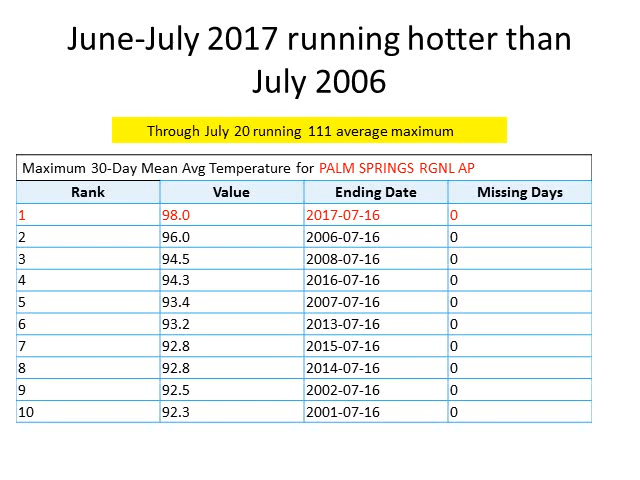 June-July 2017 running hotter than
July 2006
Through July 20 running 111 average maximum
Maximum 30-Day Mean Avg Temperature for PALM SPRINGS RGNL AP
Rank Value Ending Date Missing Days
1 98.0 2017-07-16 0
2 96.0 2006-07-16 0
3 94.5 2008-07-16 0
4 94.3 2016-07-16 0
5 93.4 2007-07-16 0
6 93.2 2013-07-16 0
7 92.8 2015-07-16 0
8 92.8 2014-07-16 0
9 92.5 2002-07-16 0
10 92.3 2001-07-16 0